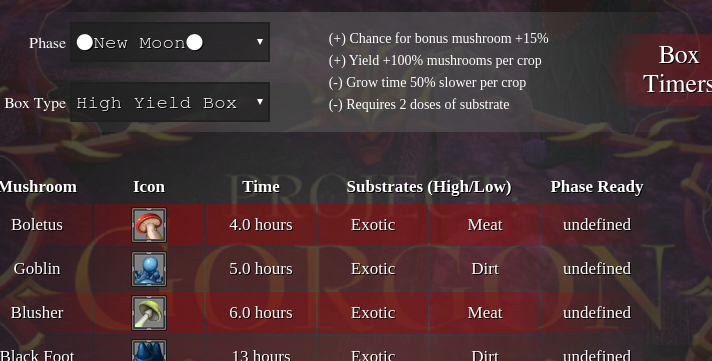 Phase
New Moon
(+) Chance for bonus mushroom +15%
(+) Yield +100% mushrooms per crop
(-) Grow time 50% slower per crop
(-) Requires 2 doses of substrate
Box Type
High Yield Box
Box
Timers
Mushroom Icon Time Substrates (High/Low) Phase Ready
PROJECT:
GORGON
Boletus 4.0 hours Exotic Meat undefined
Goblin 5.0 hours Exotic Dirt undefined
Blusher 6.0 hours Exotic Meat undefined
Black Foot 13 hours Exotic Dirt undefined